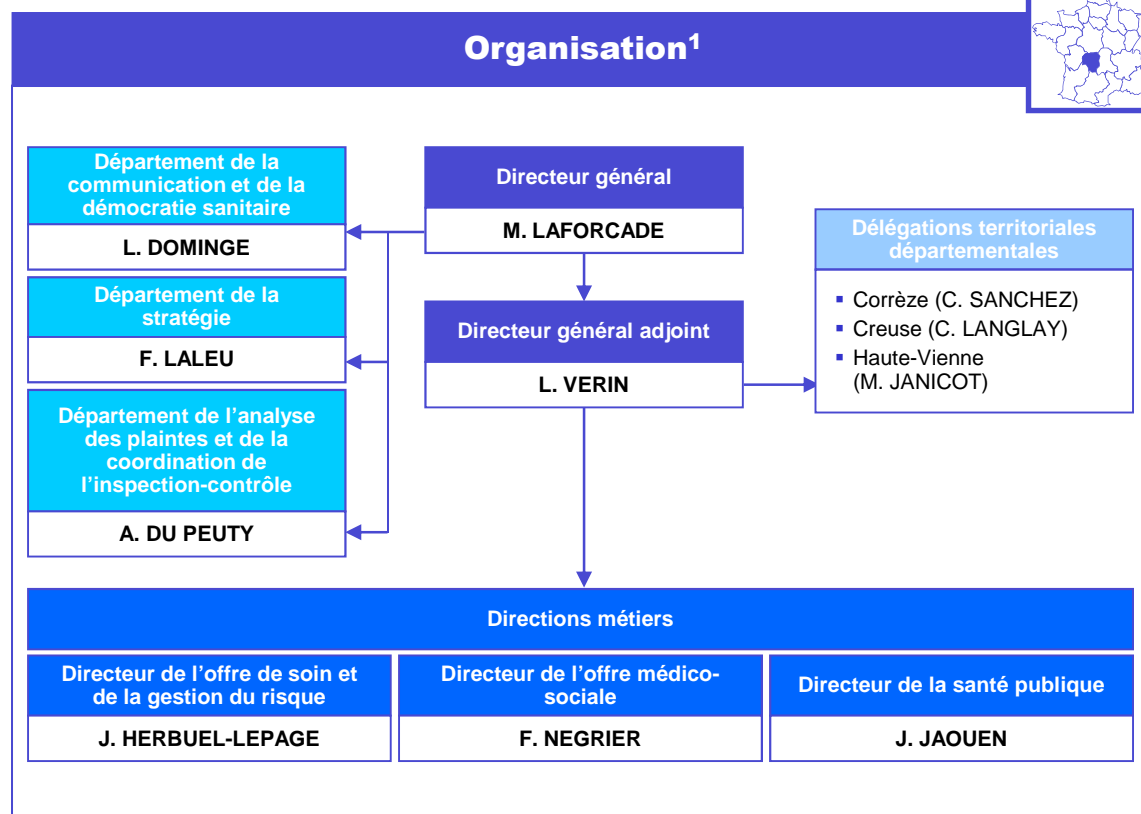 Organisation¹
Département de la
communication et de la
démocratie sanitaire
L. DOMINGE
Département de la
stratégie
F. LALEU
Département de l’analyse
des plaintes et de la
coordination de
l’inspection-contrôle
A. DU PEUTY
Directeur général
M. LAFORCADE
Directeur général adjoint
L. VERIN
Délégations territoriales
départementales
▪ Corrèze (C. SANCHEZ)
▪ Creuse (C. LANGLAY)
▪ Haute-Vienne
(M. JANICOT)
Directions métiers
Directeur de l’offre de soin et
de la gestion du risque
J. HERBUEL-LEPAGE
Directeur de l’offre médico-
sociale
F. NEGRIER
Directeur de la santé publique
J. JAOUEN